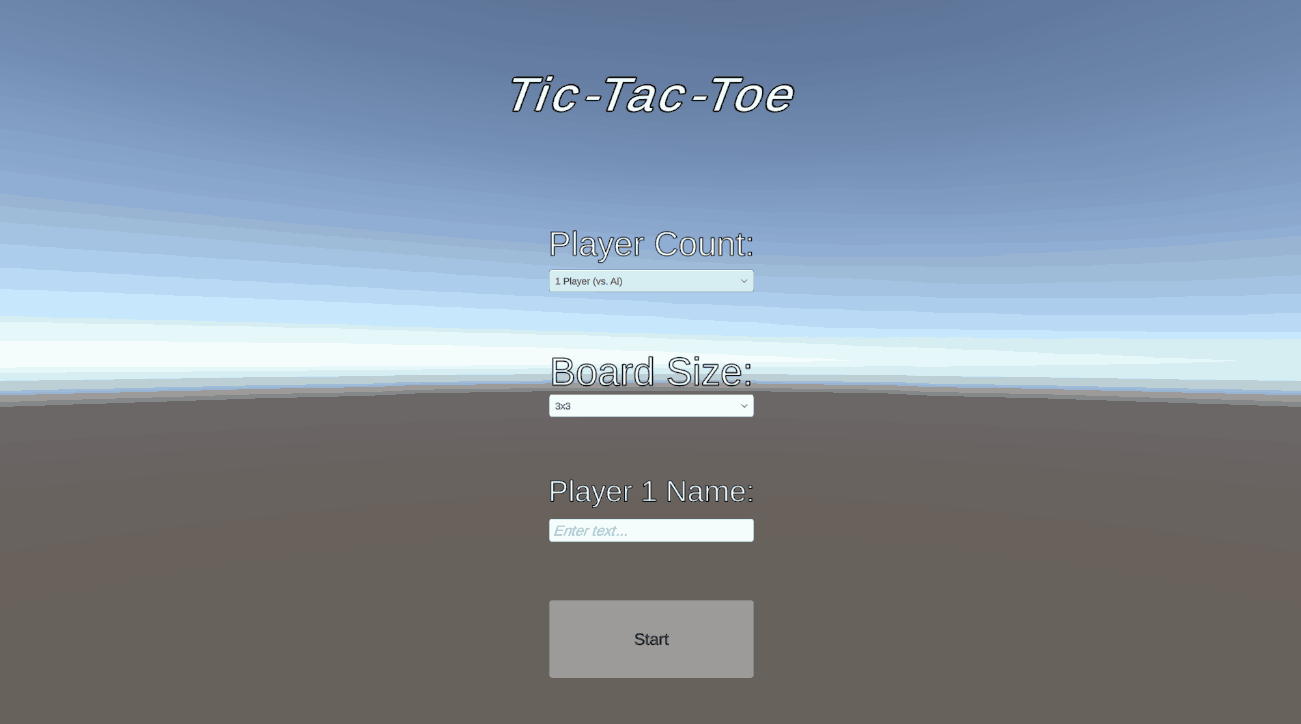 Tic-Tac-Toe
Player Count:
1 Player (vs. AI)
Board Size:
3x3
Player 1 Name:
Enter text...
Start